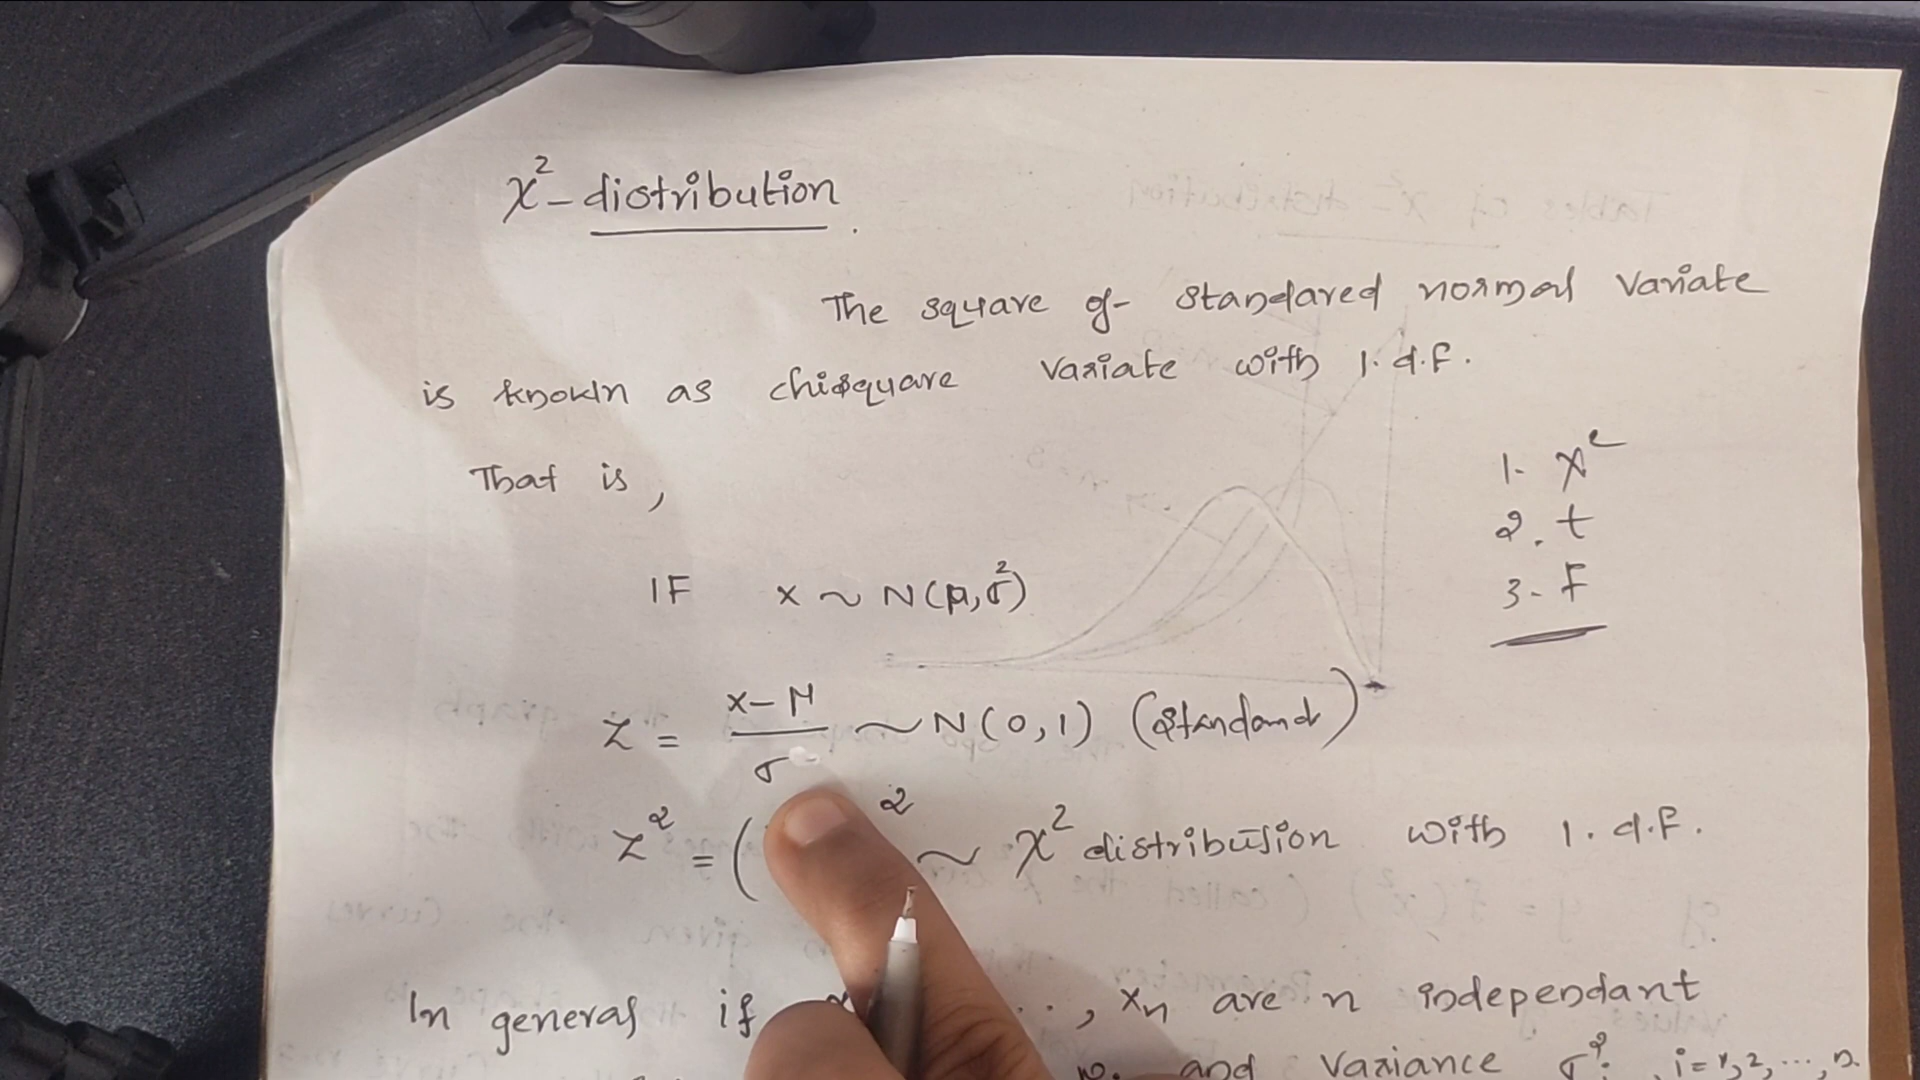 χ²-distribution.
The square of standared normal variate
is known as chisquare variate with 1.d.f.
That is,
1. χ²
2. t
3. F
IF x ~ N(μ,σ²)
Z = x-μ/σ ~ N(0,1) (Standard)
Z² = ( ² ~ χ² distribution with 1.d.f.
In general if ..., xn are n independant
and variance σ²i, i=1,2,...,n.